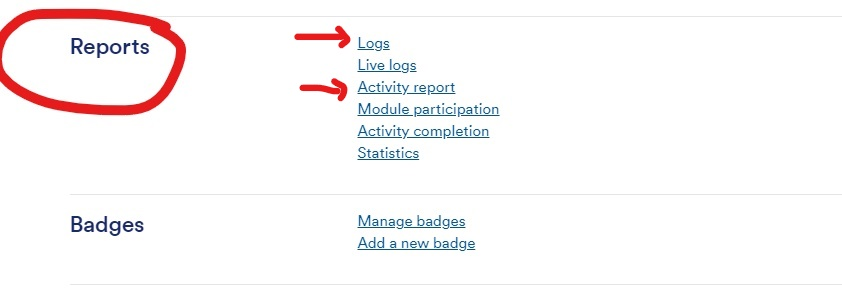 Reports
Logs
Live logs
Activity report
Module participation
Activity completion
Statistics
Badges
Manage badges
Add a new badge